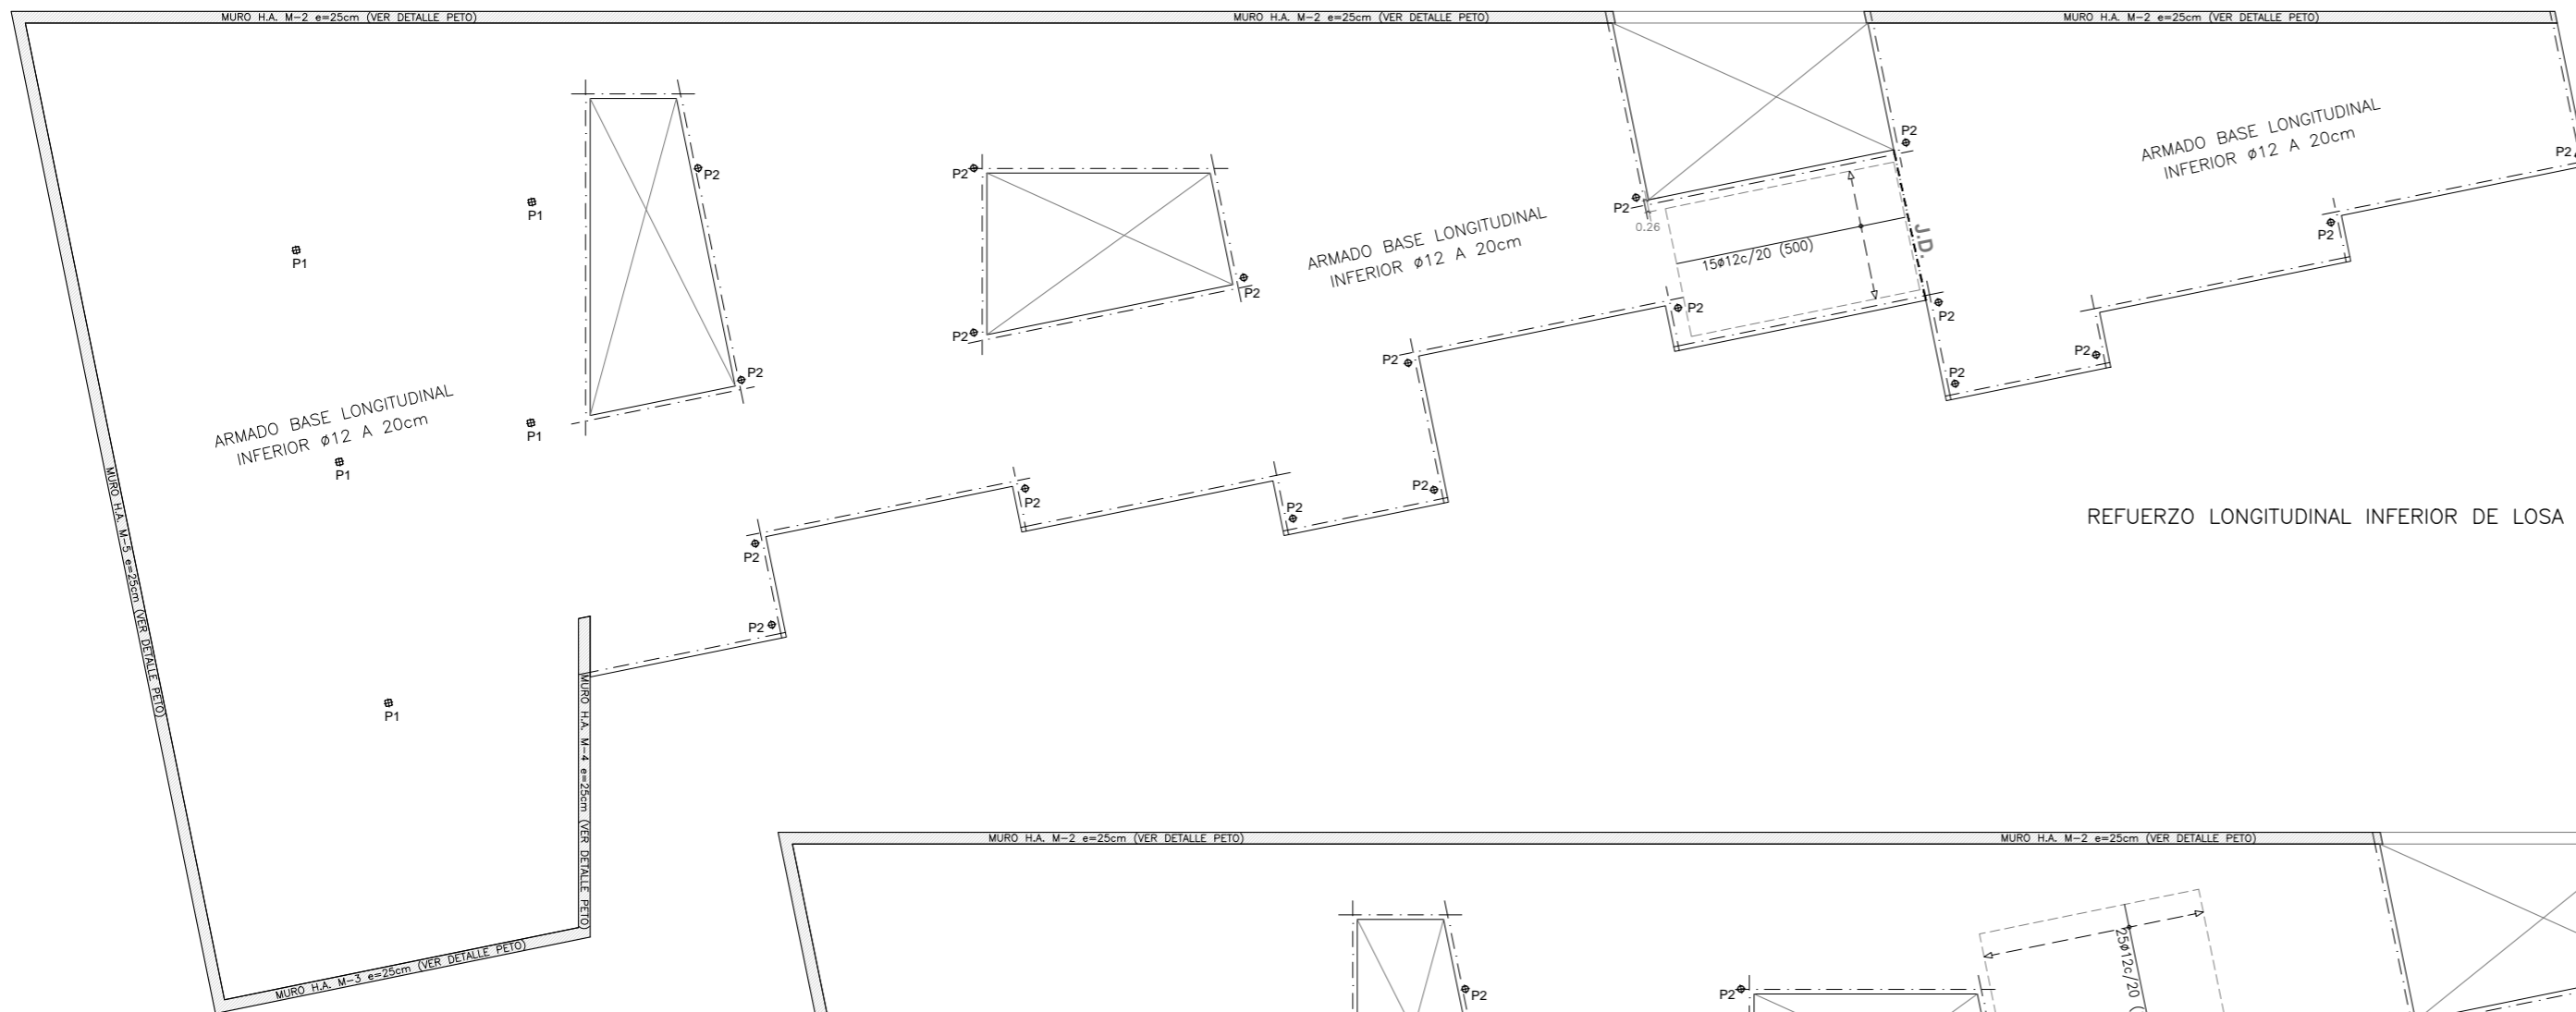 MURO H.A. M-2 e=25cm (VER DETALLE PETO)
MURO H.A. M-2 e=25cm (VER DETALLE PETO)
MURO H.A. M-2 e=25cm (VER DETALLE PETO)
P2
P2
P2
P2
P2
P1
P1
P2
0.26
15ø12c/20 (500)
J.D.
ARMADO BASE LONGITUDINAL
INFERIOR ø12 A 20cm
ARMADO BASE LONGITUDINAL
INFERIOR ø12 A 20cm
P2
P2
P2
P2
P2
P2
P2
P2
P2
ARMADO BASE LONGITUDINAL
INFERIOR ø12 A 20cm
P1
P1
P2
P2
P2
P2
P2
P1
MURO H.A. M-5 e=25cm (VER DETALLE PETO)
MURO H.A. M-4 e=25cm (VER DETALLE PETO)
MURO H.A. M-3 e=25cm (VER DETALLE PETO)
REFUERZO LONGITUDINAL INFERIOR DE LOSA
MURO H.A. M-2 e=25cm (VER DETALLE PETO)
MURO H.A. M-2 e=25cm (VER DETALLE PETO)
25ø12c/20 (
P2
P2